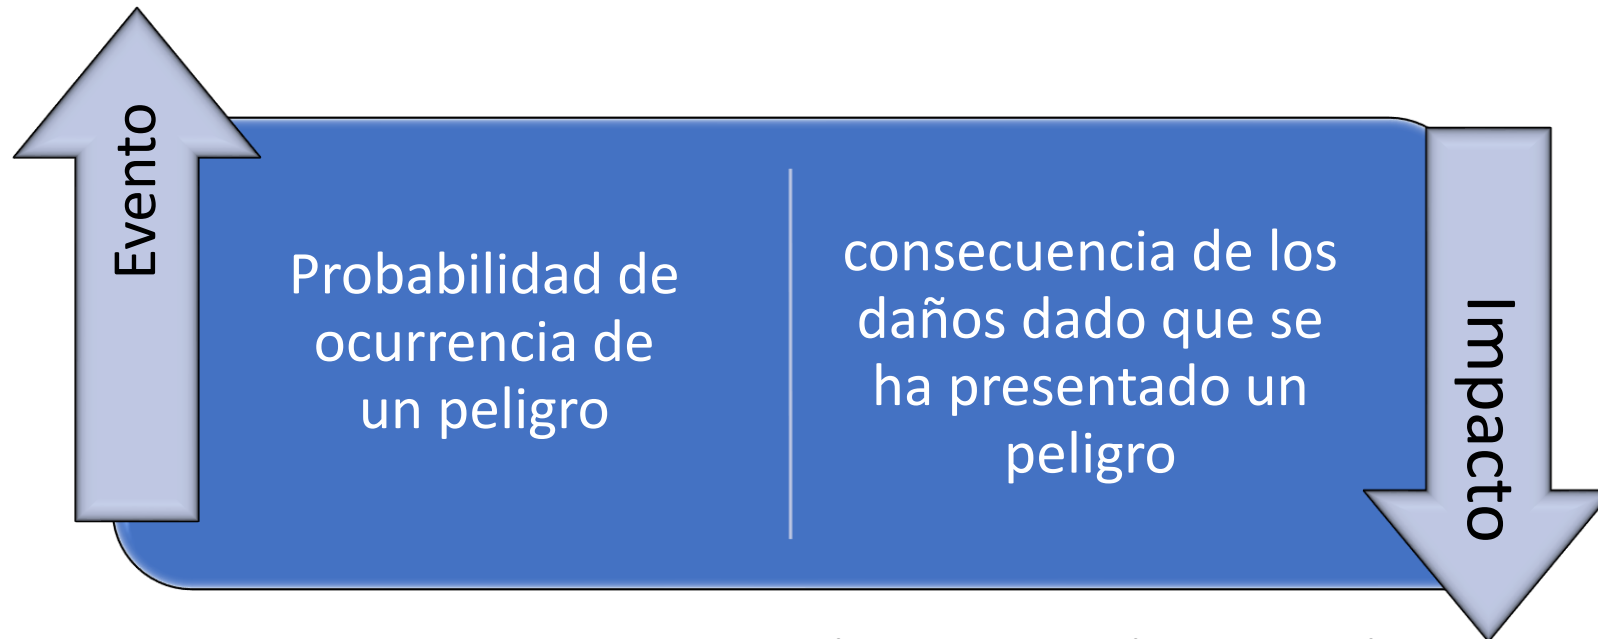 Evento
Probabilidad de
ocurrencia de
un peligro
consecuencia de los
daños dado que se
ha presentado un
peligro
Impacto